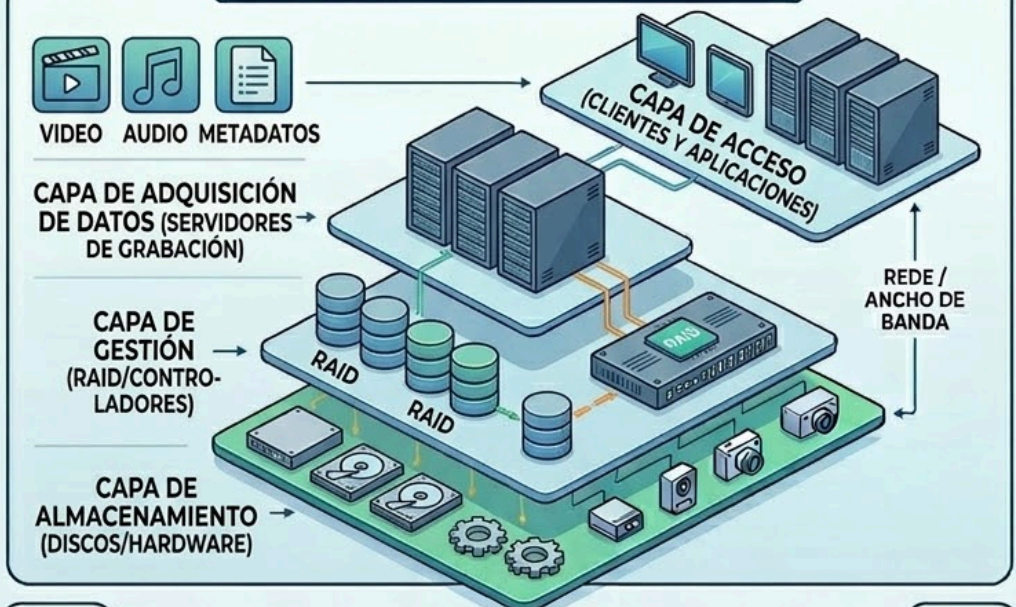 VIDEO AUDIO METADATOS
CAPA DE ADQUISICIÓN
DE DATOS (SERVIDORES
DE GRABACIÓN)
CAPA DE
GESTIÓN
(RAID/CONTRO-
LADORES)
CAPA DE
ALMACENAMIENTO
(DISCOS/HARDWARE)
CAPA DE ACCESO
(CLIENTES Y APLICACIONES)
RAID
RAID
RAID
REDE /
ANCHO DE
BANDA